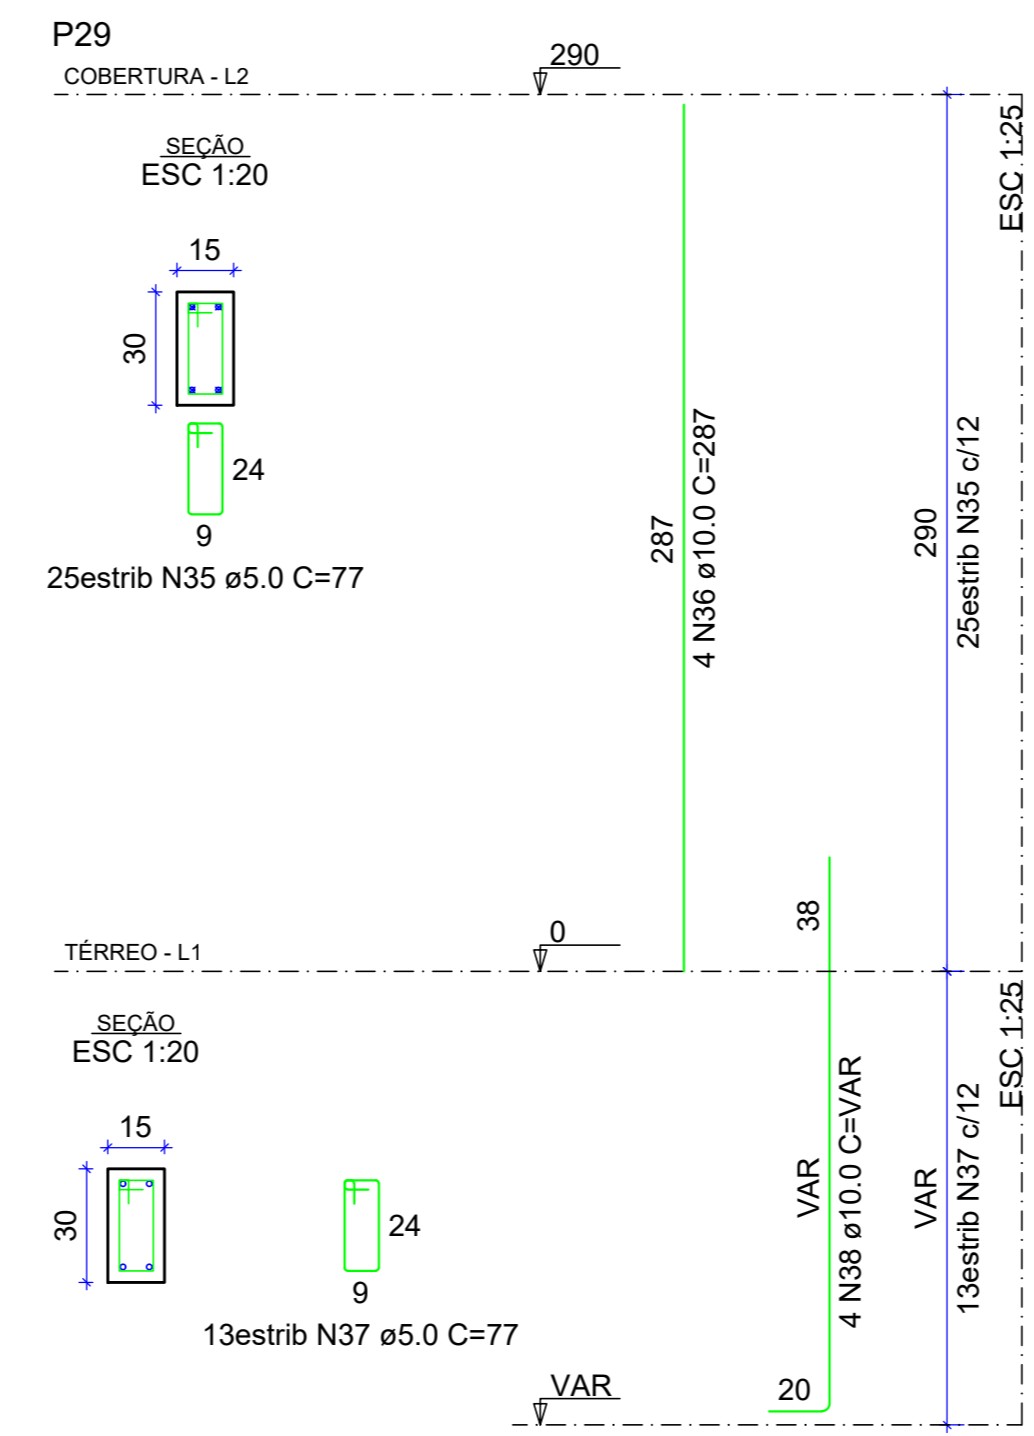 P29
COBERTURA - L2
290
SEÇÃO
ESC 1:20
ESC 1:25
15
30
24
9
25estrib N35 ø5.0 C=77
287
4 N36 ø10.0 C=287
290
25estrib N35 c/12
38
TÉRREO - L1
0
SEÇÃO
ESC 1:20
ESC 1:25
15
30
24
9
13estrib N37 ø5.0 C=77
VAR
4 N38 ø10.0 C=VAR
VAR
13estrib N37 c/12
VAR
20